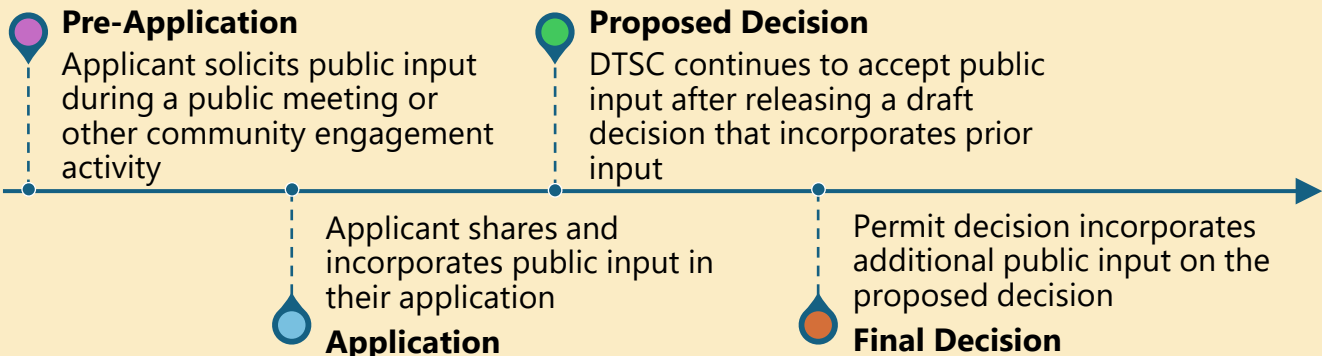 Pre-Application
Applicant solicits public input
during a public meeting or
other community engagement
activity
Applicant shares and
incorporates public input in
their application
Application
Proposed Decision
DTSC continues to accept public
input after releasing a draft
decision that incorporates prior
input
Permit decision incorporates
additional public input on the
proposed decision
Final Decision